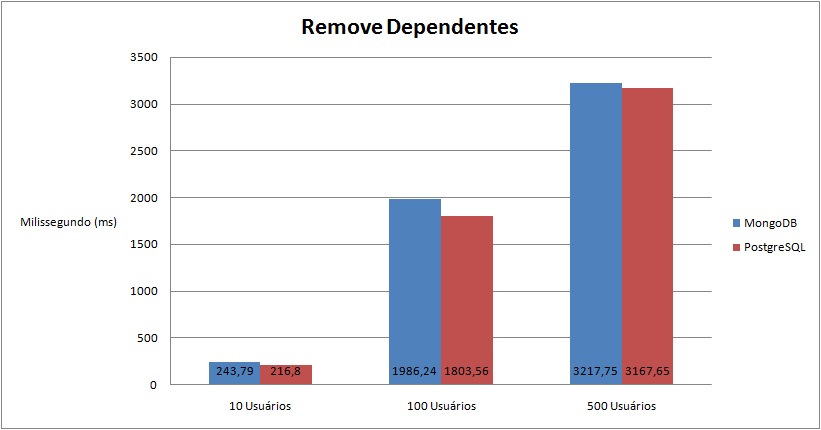 Remove Dependentes
3500
3000
2500
2000
1500
1000
500
0
Milissegundo (ms)
243,79
216,8
1986,24
1803,56
3217,75
3167,65
10 Usuários
100 Usuários
500 Usuários
MongoDB
PostgreSQL